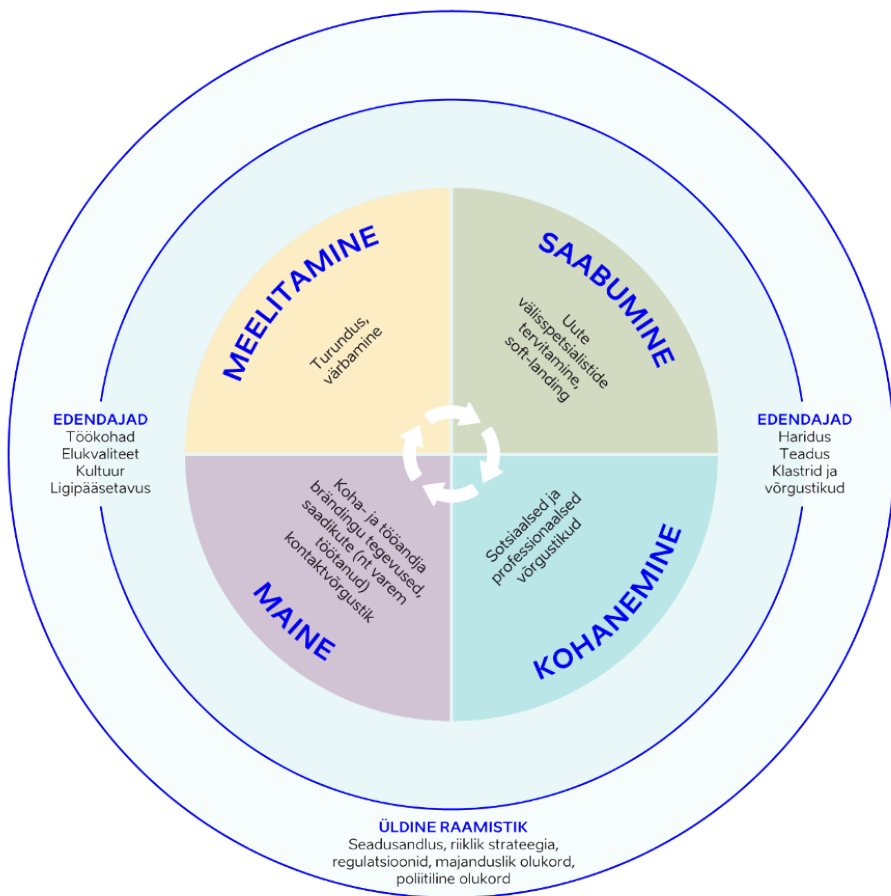 MEELITAMINE
Turundus,
värbamine
SAABUMINE
Uute
välisspetsialistide
tervitamine,
soft-landing
EDENDAJAD
Töökohad
Elukvaliteet
Kultuur
Ligipääsetavus
EDENDAJAD
Haridus
Teadus
Klastrid ja
võrgustikud
Koha- ja tööandja
brändingu tegevused,
saadikute (nt varem
töötanud)
kontaktvõrgustik
MAINE
Sotsiaalsed ja
professionaalsed
võrgustikud
KOHANEMINE
ÜLDINE RAAMISTIK
Seadusandlus, riiklik strateegia,
regulatsioonid, majanduslik olukord,
poliitiline olukord